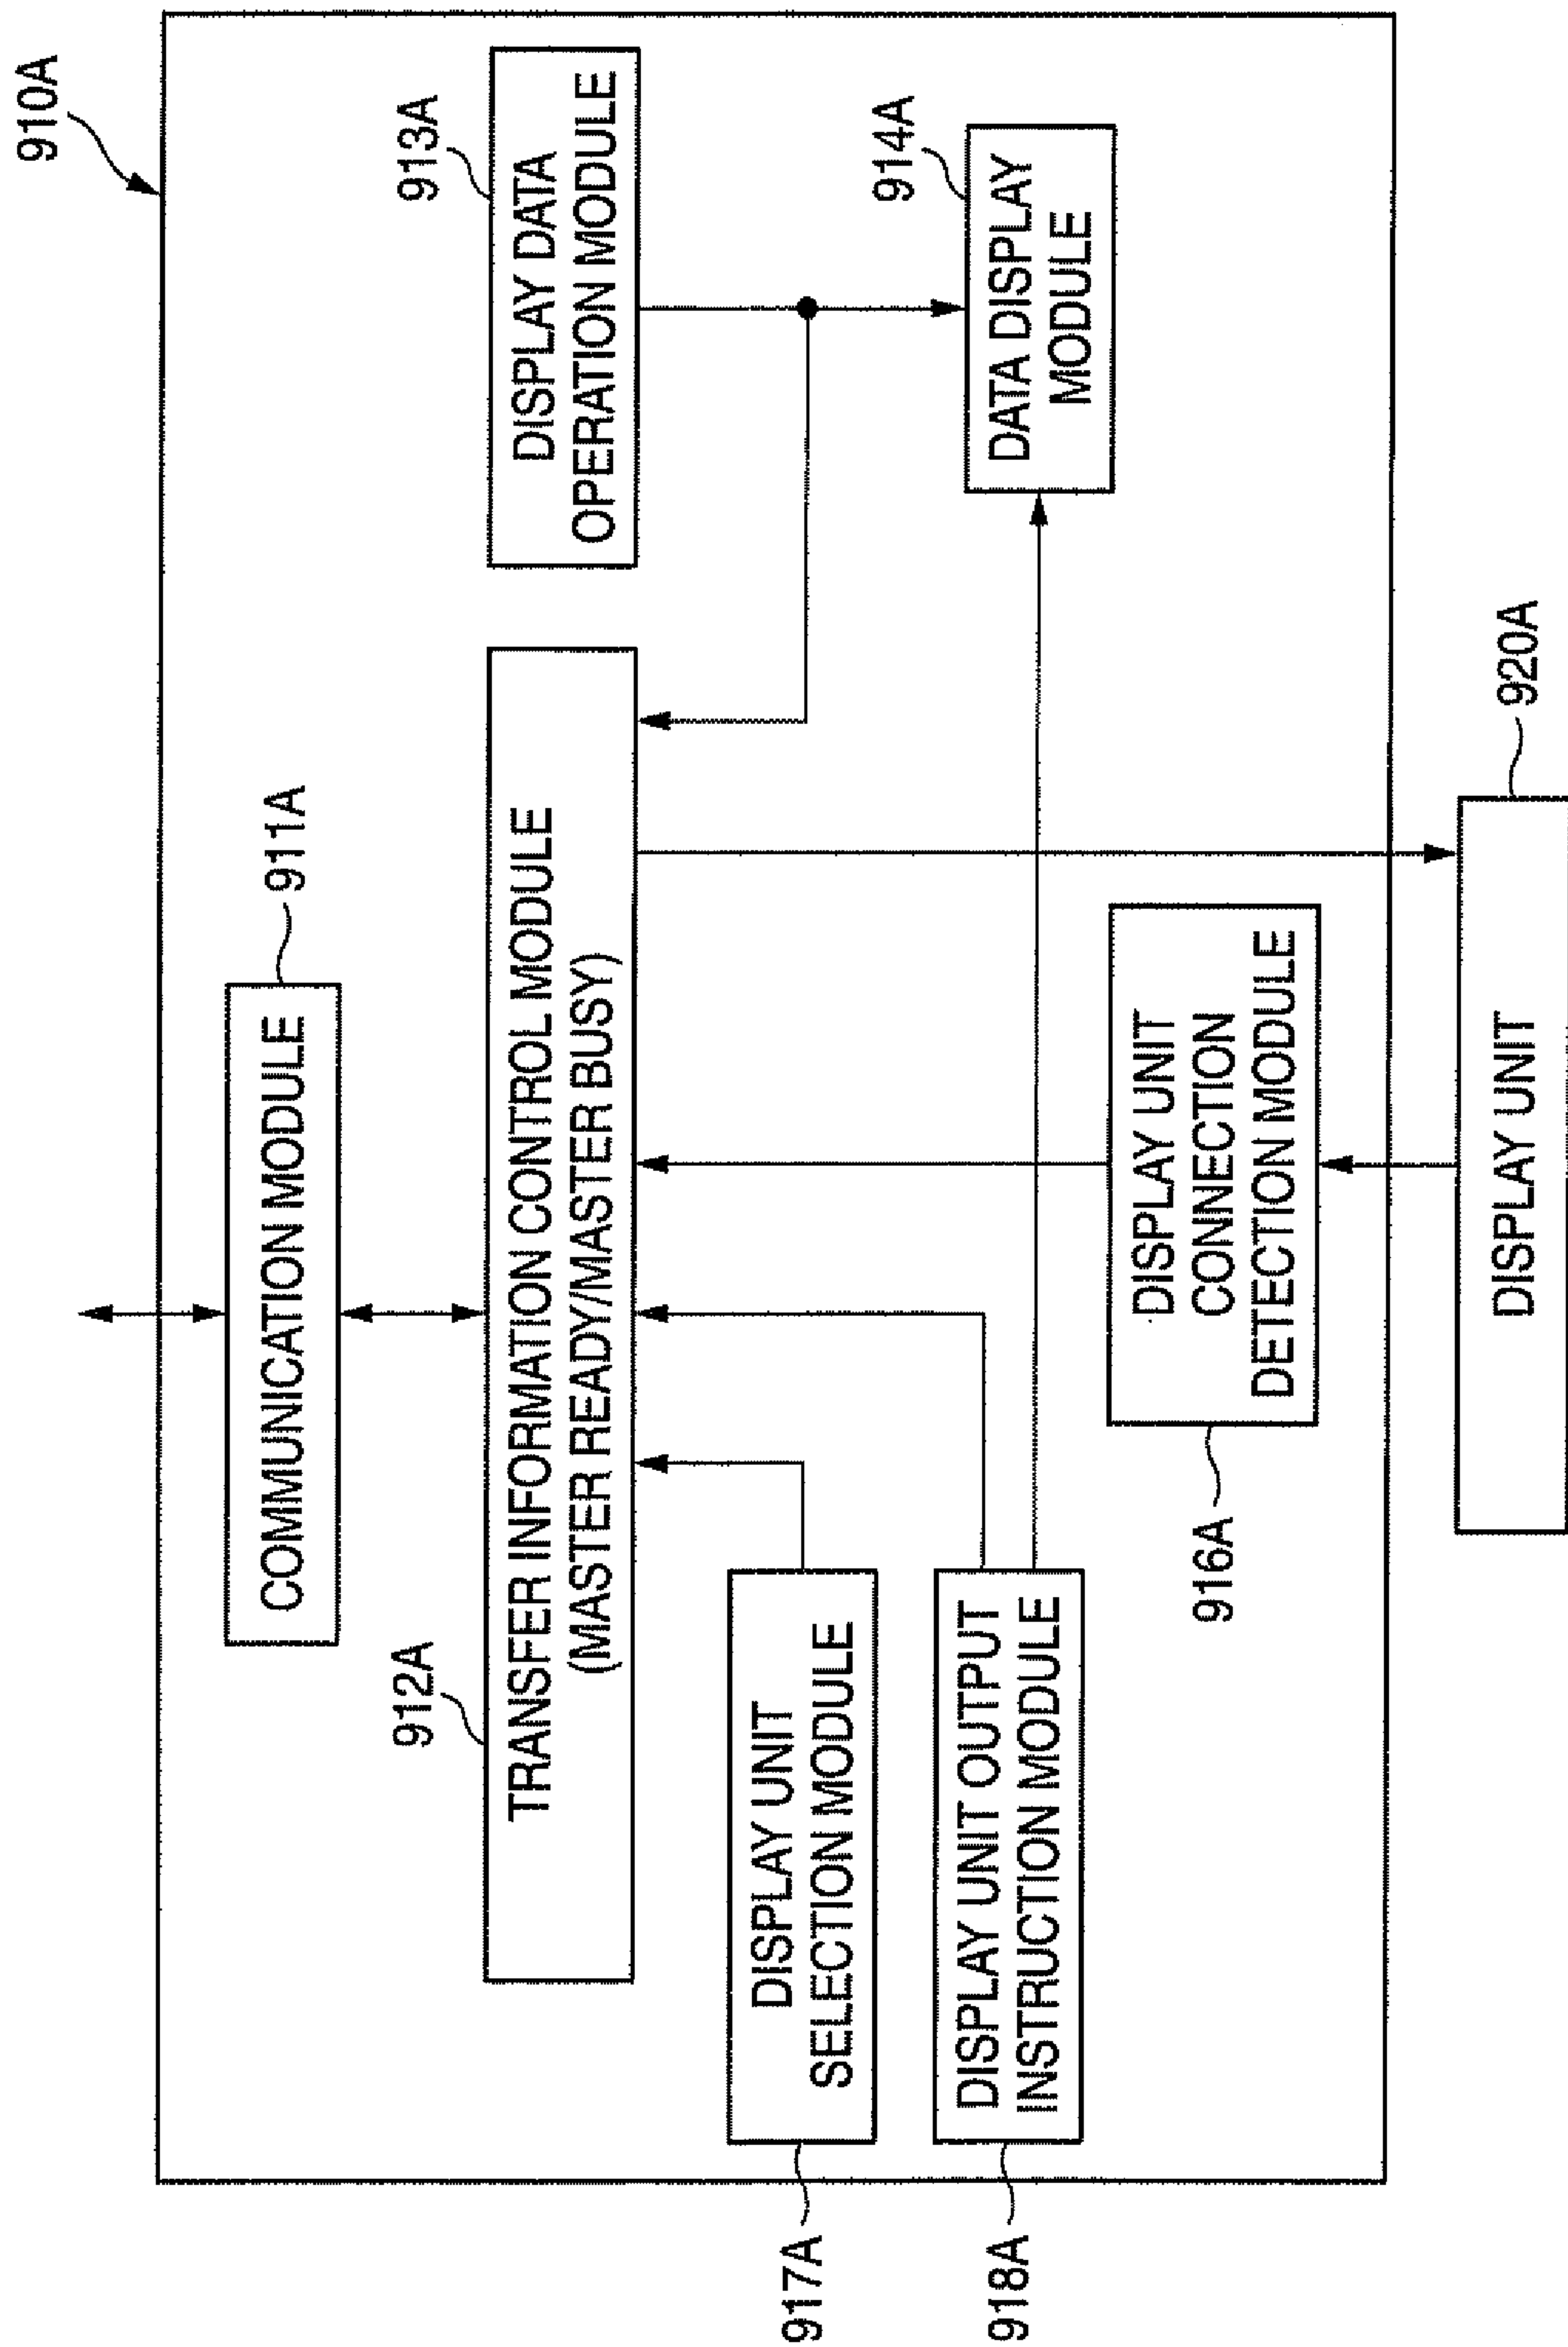 910A
COMMUNICATION MODULE
911A
912A
TRANSFER INFORMATION CONTROL MODULE
(MASTER READY/MASTER BUSY)
913A
DISPLAY DATA
OPERATION MODULE
917A
DISPLAY UNIT
SELECTION MODULE
918A
DISPLAY UNIT OUTPUT
INSTRUCTION MODULE
914A
DATA DISPLAY
MODULE
916A
DISPLAY UNIT
CONNECTION
DETECTION MODULE
DISPLAY UNIT
920A